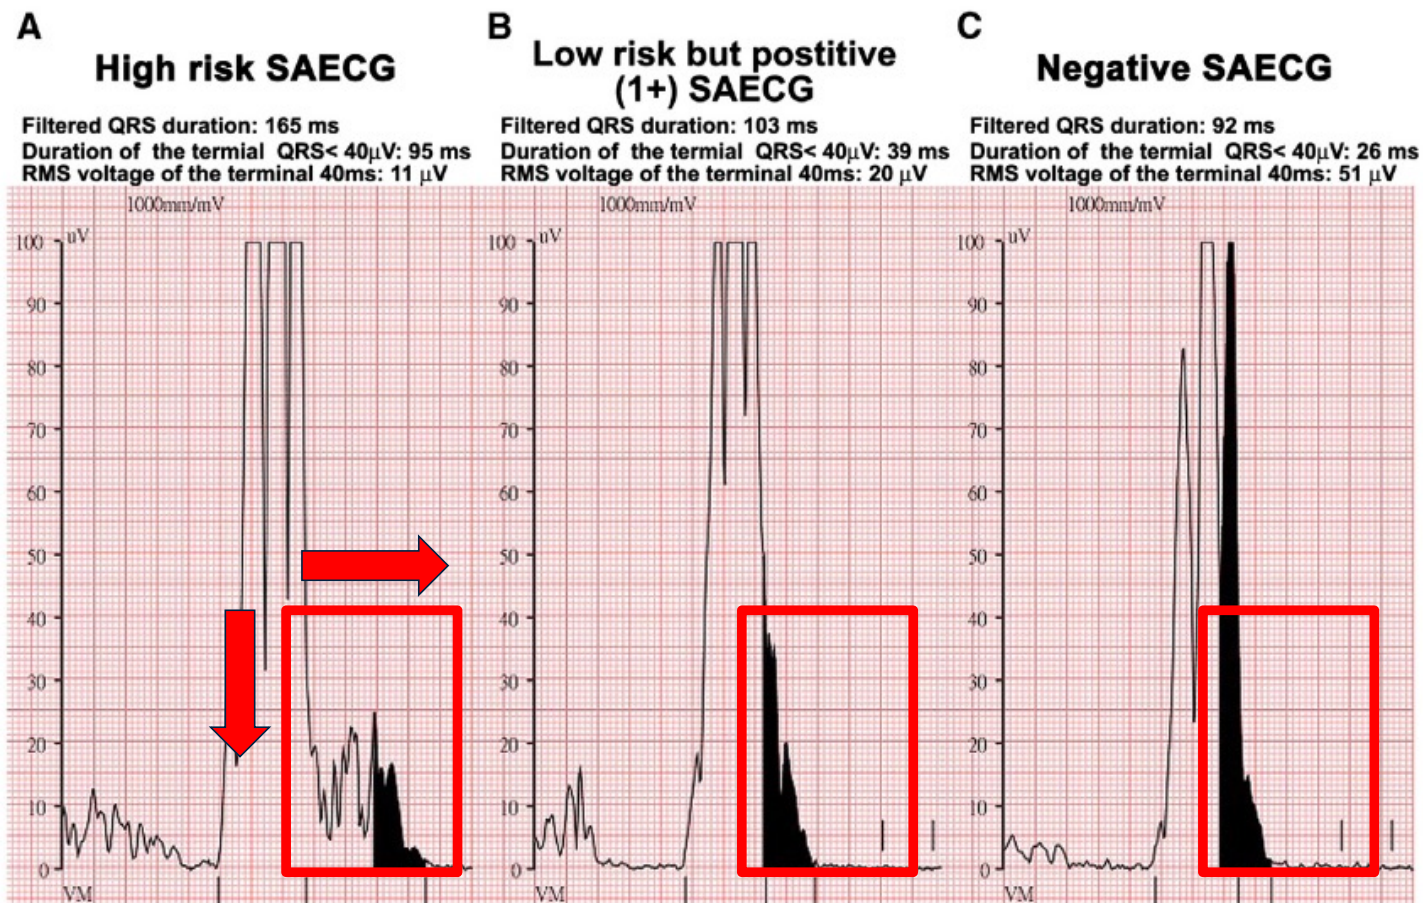 A
High risk SAECG
Filtered QRS duration: 165 ms
Duration of the termial QRS< 40μV: 95 ms
RMS voltage of the terminal 40ms: 11 μV
1000mm/mV
100 uV
90
80
70
60
50
40
30
20
10
0
VM
B
Low risk but postitive
(1+) SAECG
Filtered QRS duration: 103 ms
Duration of the termial QRS< 40μV: 39 ms
RMS voltage of the terminal 40ms: 20 μV
1000mm/mV
100 uV
90
80
70
60
50
40
30
20
10
0
VM
C
Negative SAECG
Filtered QRS duration: 92 ms
Duration of the termial QRS< 40μV: 26 ms
RMS voltage of the terminal 40ms: 51 μV
1000mm/mV
100 uV
90
80
70
60
50
40
30
20
10
0
VM